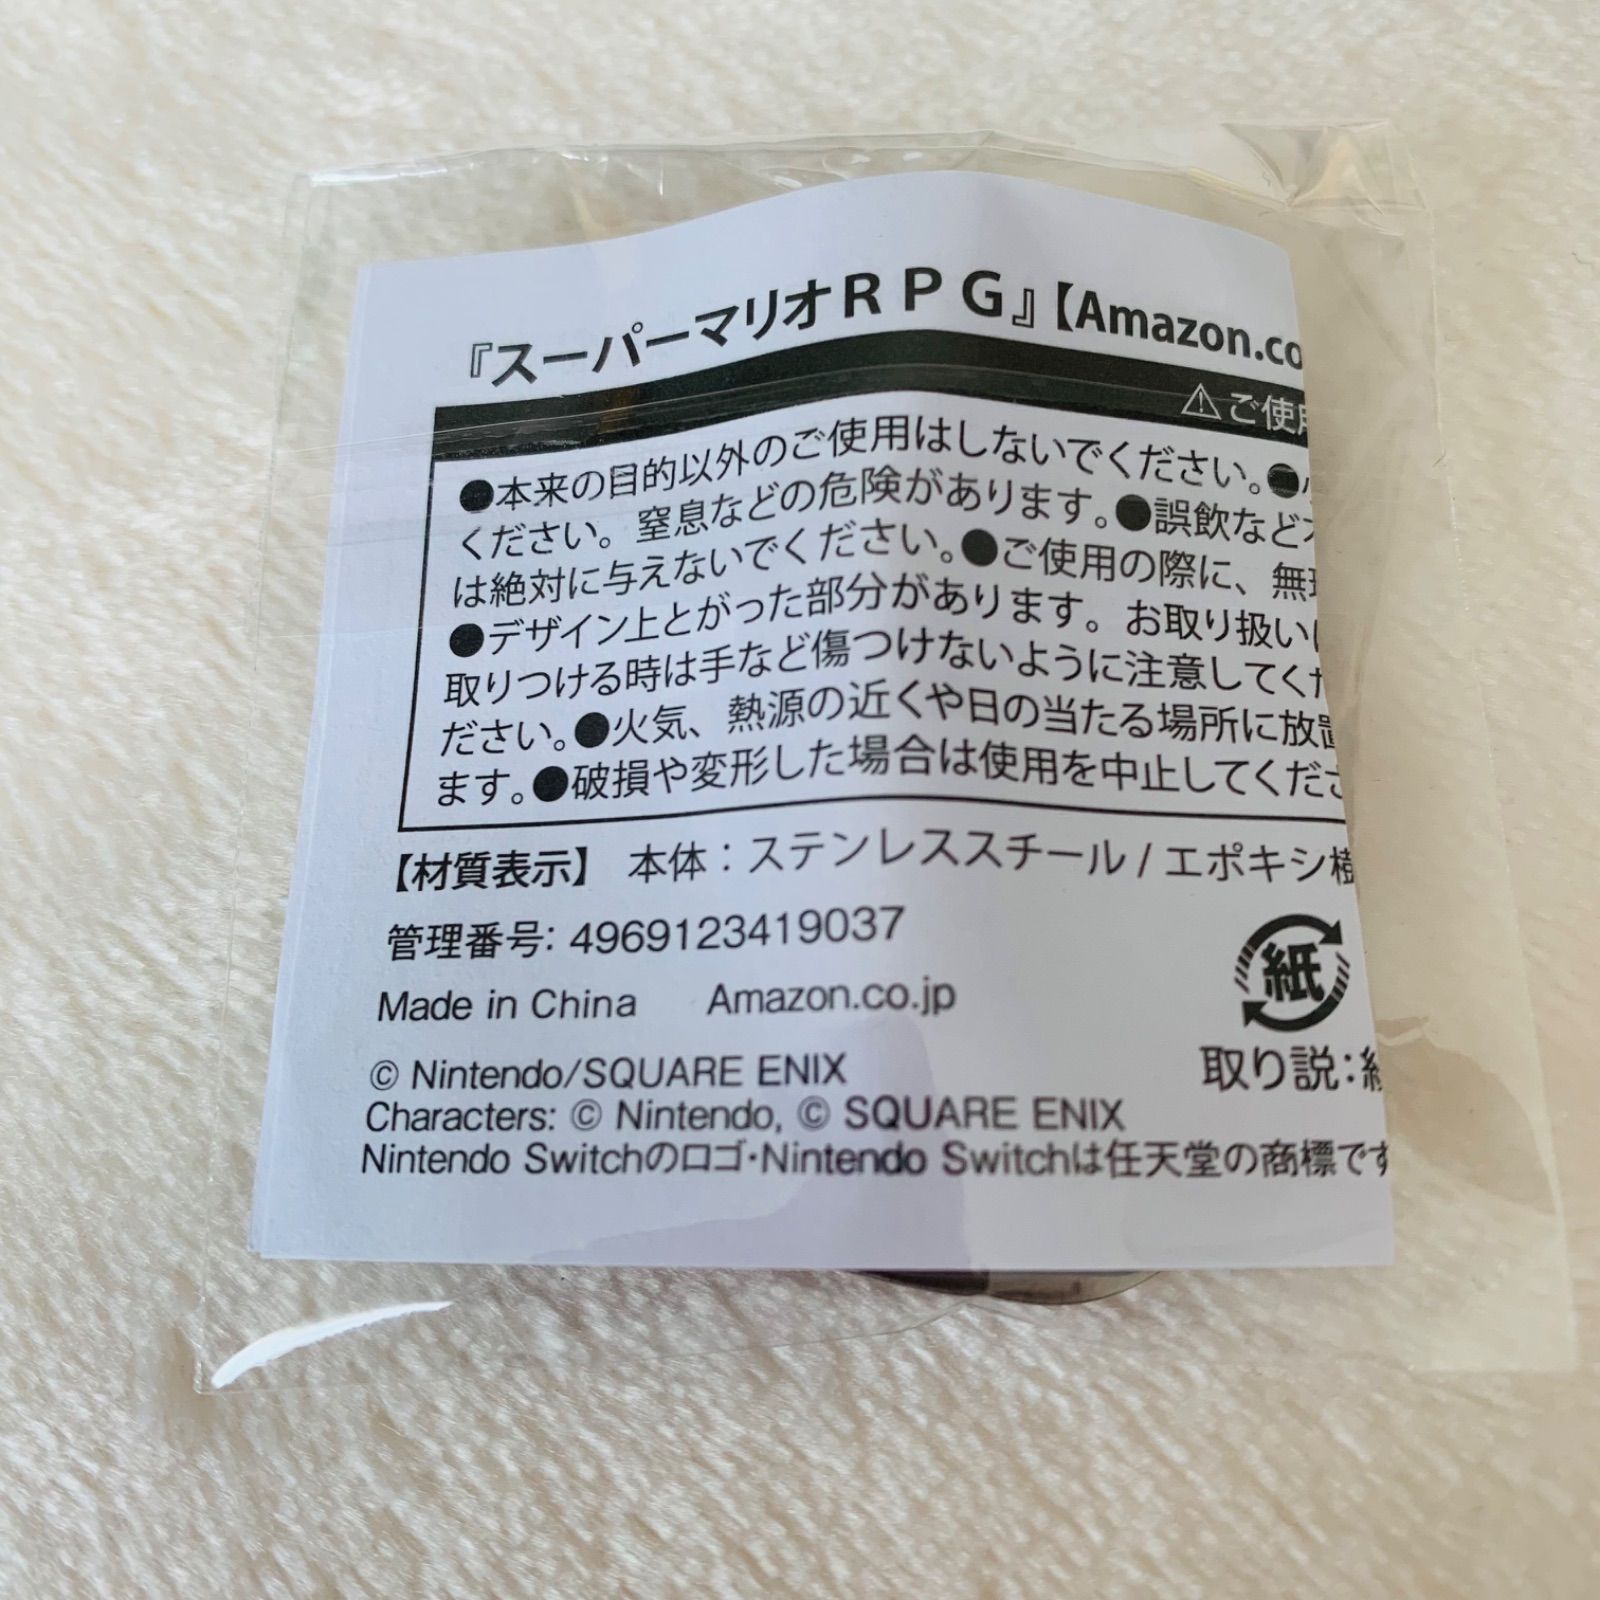 『スーパーマリオＲＰＧ』【Amazon.co
⚠ご使用
●本来の目的以外のご使用はしないでください。●
ください。窒息などの危険があります。●誤飲など
は絶対に与えないでください。●ご使用の際に、無理
●デザイン上とがった部分があります。お取り扱い
取りつける時は手など傷つけないように注意してくだ
ださい。●火気、熱源の近くや日の当たる場所に放置
ます。●破損や変形した場合は使用を中止してくださ
【材質表示】 本体：ステンレススチール / エポキシ樹
管理番号: 4969123419037
Made in China Amazon.co.jp
紙
取り説：紙
© Nintendo/SQUARE ENIX
Characters: © Nintendo, © SQUARE ENIX
Nintendo Switchのロゴ・Nintendo Switchは任天堂の商標です